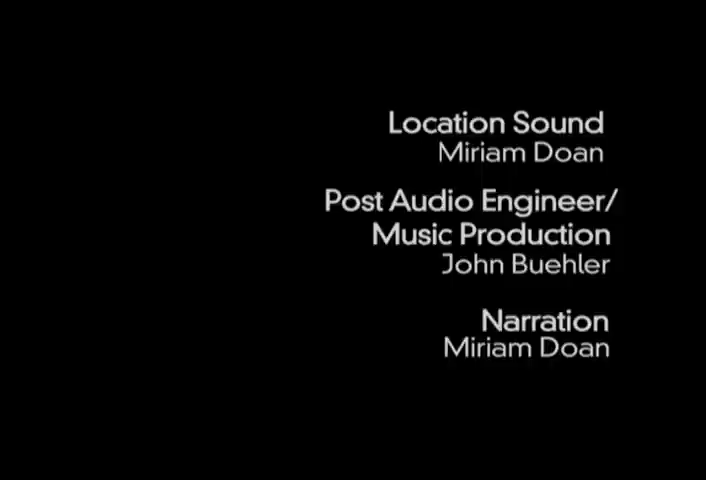 Location Sound
Miriam Doan
Post Audio Engineer/
Music Production
John Buehler
Narration
Miriam Doan